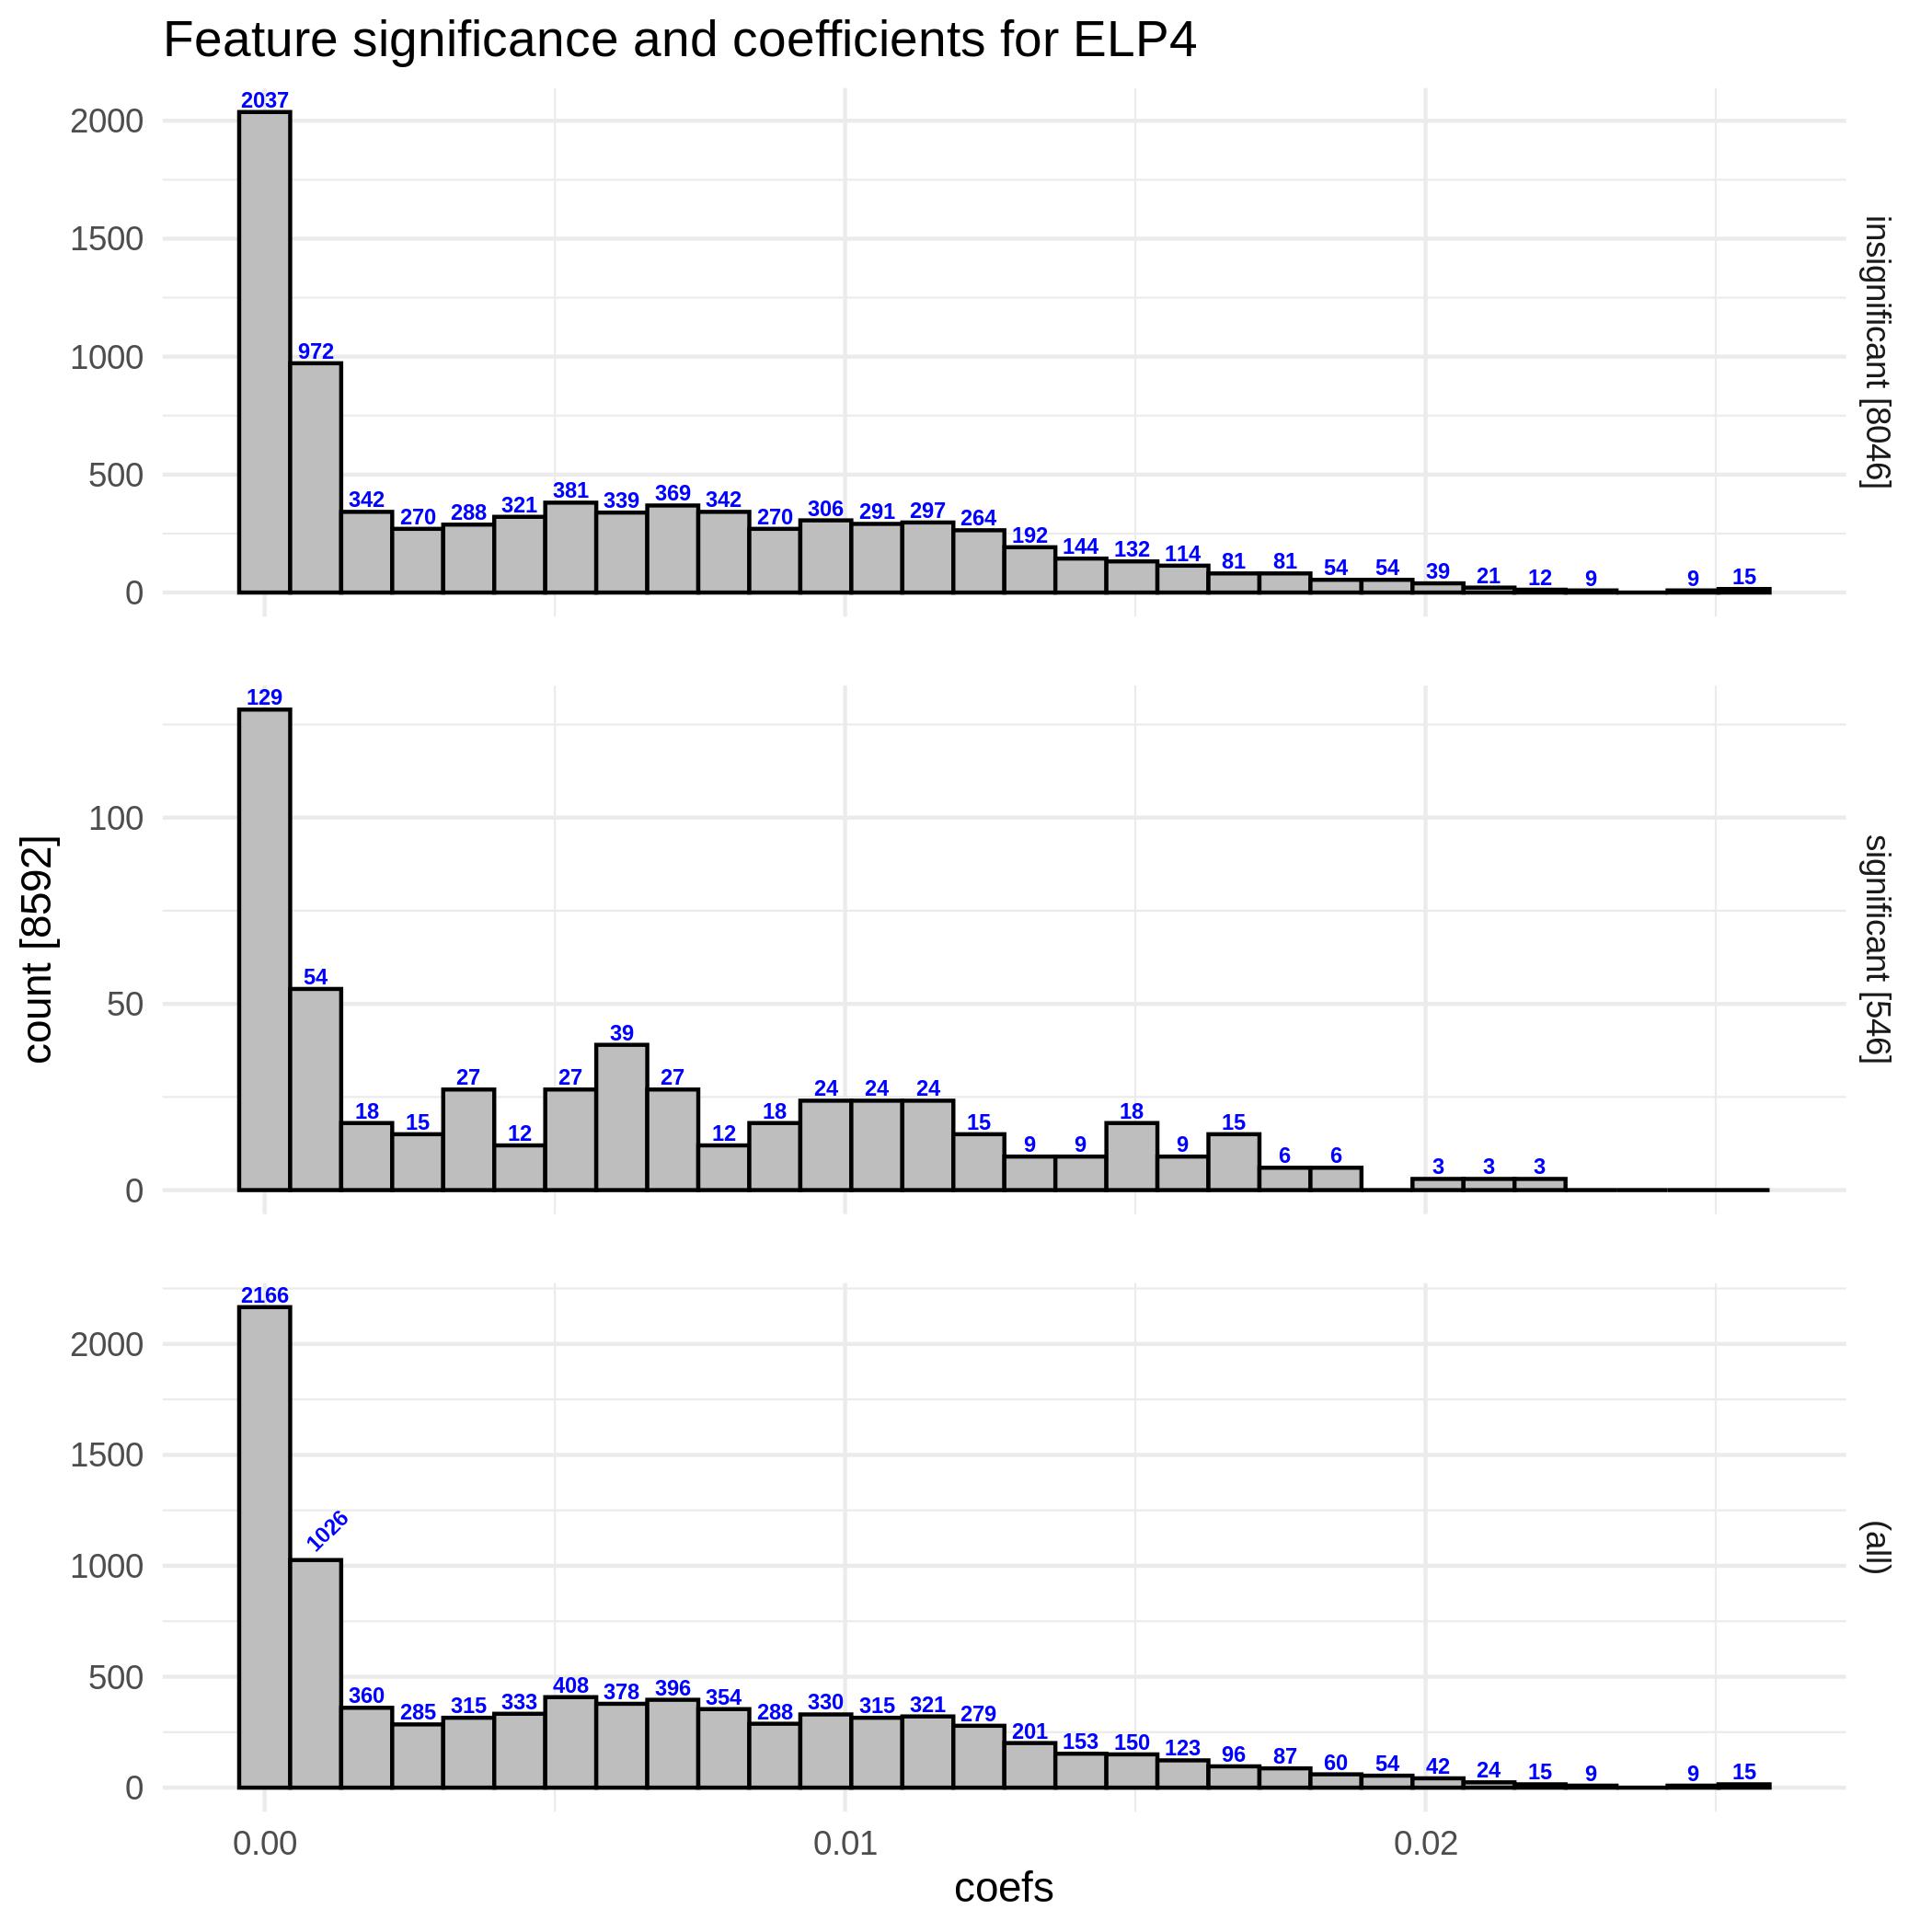 Feature significance and coefficients for ELP4
2037
2000
1500
1000
500
0
972
342 270 288 321 381 339 369 342 270 306 291 297 264 192 144 132 114 81 81 54 54 39 21 12 9 9 15
insignificant [8046]
129
100
50
0
54
18 15 27 12 27 39 27 12 18 24 24 24 15 9 9 18 9 15 6 6 3 3 3
significant [546]
count [8592]
2166
2000
1500
1000
500
0
1026
360 285 315 333 408 378 396 354 288 330 315 321 279 201 153 150 123 96 87 60 54 42 24 15 9 9 15
(all)
0.00 0.01 0.02
coefs